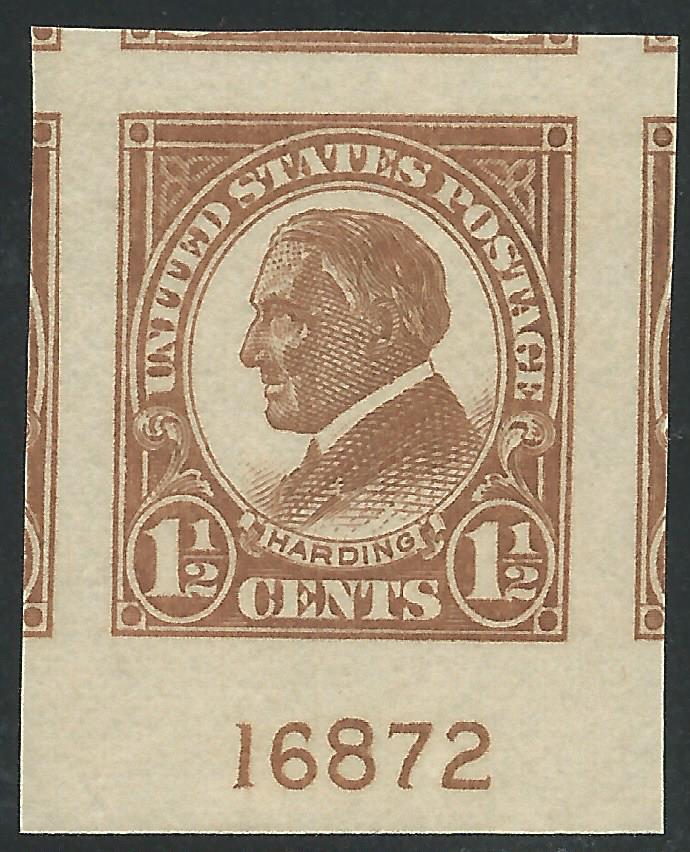 UNITED STATES POSTAGE
HARDING
1½ CENTS 1½
16872